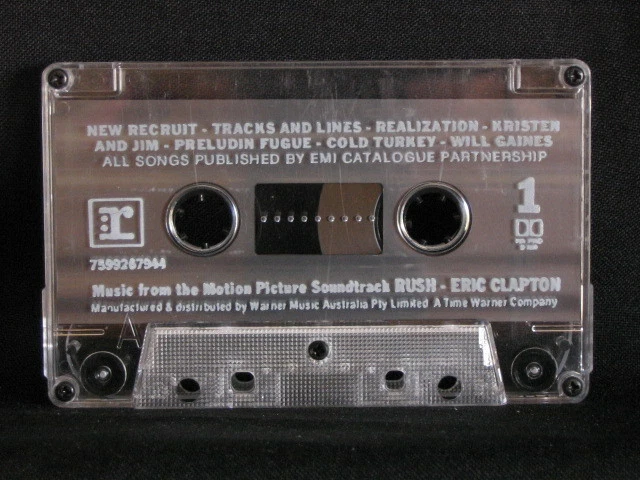 NEW RECRUIT - TRACKS AND LINES - REALIZATION - KRISTEN
AND JIM - PRELUDIN FUGUE - COLD TURKEY - WILL GAINES
ALL SONGS PUBLISHED BY EMI CATALOGUE PARTNERSHIP
r
1
7599267944
Music from the Motion Picture Soundtrack RUSH - ERIC CLAPTON
Manufactured & distributed by Warner Music Australia Pty Limited A Time Warner Company
A